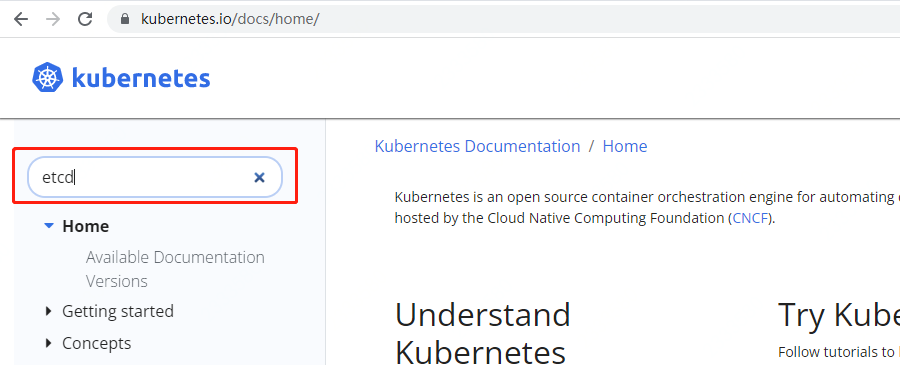 kubernetes.io/docs/home/
kubernetes
etcd
Home
Available Documentation
Versions
Getting started
Concepts
Kubernetes Documentation / Home
Kubernetes is an open source container orchestration engine for automating
hosted by the Cloud Native Computing Foundation (CNCF).
Understand
Kubernetes
Try Kube
Follow tutorials to